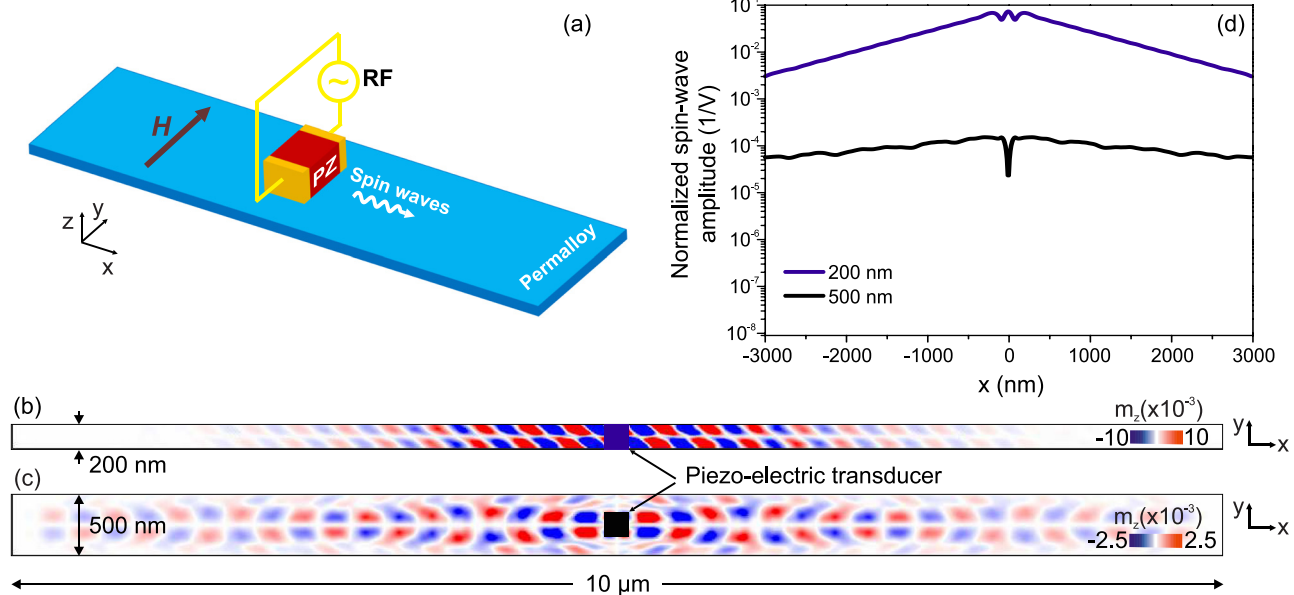 (a)
RF
~
H
PZ
Spin waves
Permalloy
z
y
x
(d)
Normalized spin-wave
amplitude (1/V)
10⁻²
10⁻³
10⁻⁴
10⁻⁵
10⁻⁶
10⁻⁷
10⁻⁸
200 nm
500 nm
-3000 -2000 -1000 0 1000 2000 3000
x (nm)
(b)
200 nm
m_z(x10⁻³)
-10 10
y
x
Piezo-electric transducer
(c)
500 nm
m_z(x10⁻³)
-2.5 2.5
y
x
10 µm